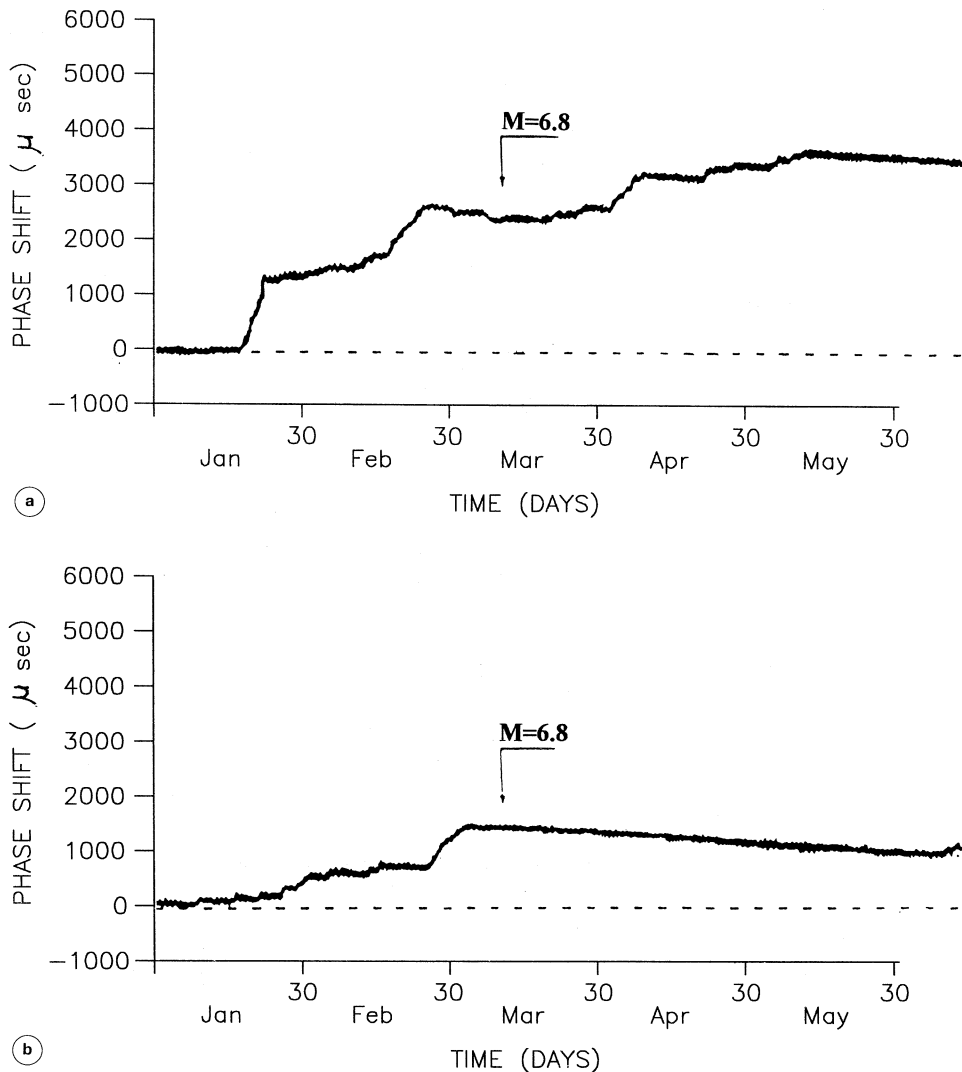 6000
5000
4000
3000
2000
1000
0
−1000
PHASE SHIFT ( μ sec)
M=6.8
30 30 30 30 30
Jan Feb Mar Apr May
TIME (DAYS)
a
6000
5000
4000
3000
2000
1000
0
−1000
PHASE SHIFT ( μ sec)
M=6.8
30 30 30 30 30
Jan Feb Mar Apr May
TIME (DAYS)
b